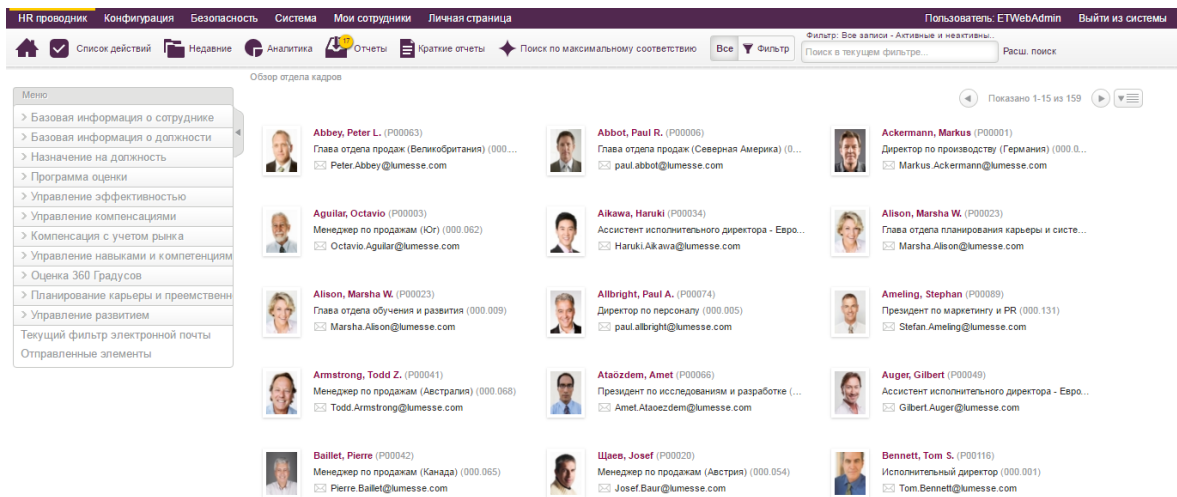 HR проводник Конфигурация Безопасность Система Мои сотрудники Личная страница Пользователь: ETWebAdmin Выйти из системы
Список действий Недавние Аналитика 17 Отчеты Краткие отчеты Поиск по максимальному соответствию Все Фильтр
Фильтр: Все записи - Активные и неактивны...
Поиск в текущем фильтре... Расш. поиск
Обзор отдела кадров
Показано 1-15 из 159
Меню
> Базовая информация о сотруднике
> Базовая информация о должности
> Назначение на должность
> Программа оценки
> Управление эффективностью
> Управление компенсациями
> Компенсация с учетом рынка
> Управление навыками и компетенциям
> Оценка 360 Градусов
> Планирование карьеры и преемственн
> Управление развитием
Текущий фильтр электронной почты
Отправленные элементы
Abbey, Peter L. (P00063)
Глава отдела продаж (Великобритания) (000....
Peter.Abbey@lumesse.com
Abbot, Paul R. (P00006)
Глава отдела продаж (Северная Америка) (0...
paul.abbot@lumesse.com
Ackermann, Markus (P00001)
Директор по производству (Германия) (000.0...
Markus.Ackermann@lumesse.com
Aguilar, Octavio (P00003)
Менеджер по продажам (Юг) (000.062)
Octavio.Aguilar@lumesse.com
Aikawa, Haruki (P00034)
Ассистент исполнительного директора - Евро...
Haruki.Aikawa@lumesse.com
Alison, Marsha W. (P00023)
Глава отдела планирования карьеры и систе...
Marsha.Alison@lumesse.com
Alison, Marsha W. (P00023)
Глава отдела обучения и развития (000.009)
Marsha.Alison@lumesse.com
Allbright, Paul A. (P00074)
Директор по персоналу (000.005)
paul.allbright@lumesse.com
Ameling, Stephan (P00089)
Президент по маркетингу и PR (000.131)
Stefan.Ameling@lumesse.com
Armstrong, Todd Z. (P00041)
Менеджер по продажам (Австралия) (000.068)
Todd.Armstrong@lumesse.com
Ataözdem, Amet (P00066)
Президент по исследованиям и разработке (...
Amet.Ataoezdem@lumesse.com
Auger, Gilbert (P00049)
Ассистент исполнительного директора - Евро...
Gilbert.Auger@lumesse.com
Baillet, Pierre (P00042)
Менеджер по продажам (Канада) (000.065)
Pierre.Baillet@lumesse.com
Щаев, Josef (P00020)
Менеджер по продажам (Австрия) (000.054)
Josef.Baur@lumesse.com
Bennett, Tom S. (P00116)
Исполнительный директор (000.001)
Tom.Bennett@lumesse.com